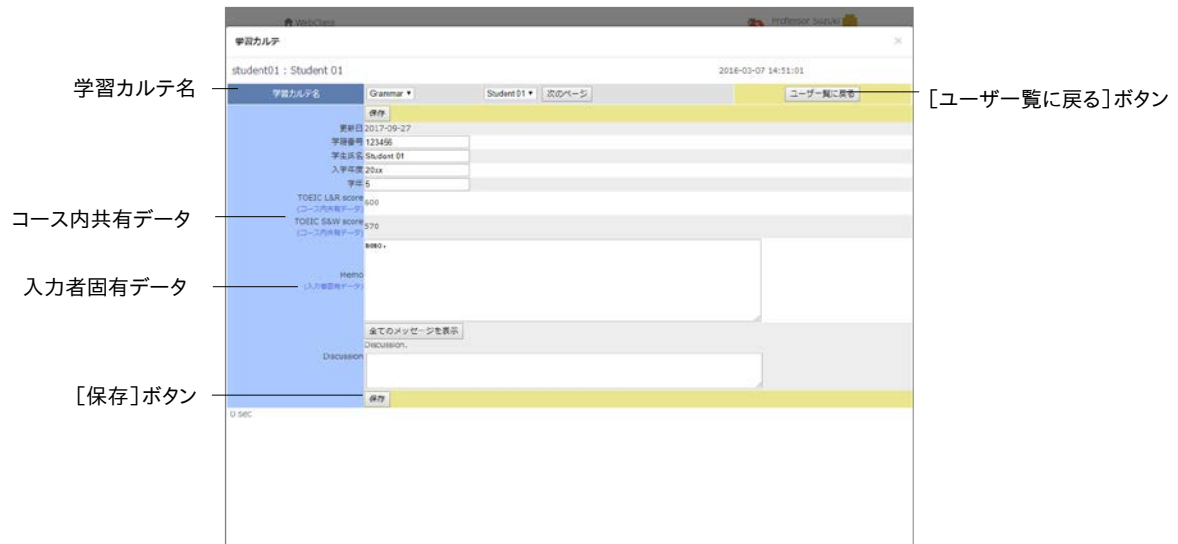 WebClass
Professor Suzuki
学習カルテ
×
student01 : Student 01
2016-03-07 14:51:01
学習カルテ名
学習カルテ名
Grammar ▼
Student 01 ▼
次のページ
ユーザ一覧に戻る
［ユーザ一覧に戻る］ボタン
保存
更新日 2017-09-27
学籍番号 123456
学生氏名 Student 01
入学年度 20xx
学年 5
TOEIC L&R score
(コース内共有データ)
600
コース内共有データ
TOEIC S&W score
(コース内共有データ)
570
memo.
Memo
(入力者固有データ)
入力者固有データ
全てのメッセージを表示
Discussion.
Discussion
［保存］ボタン
保存
0 sec